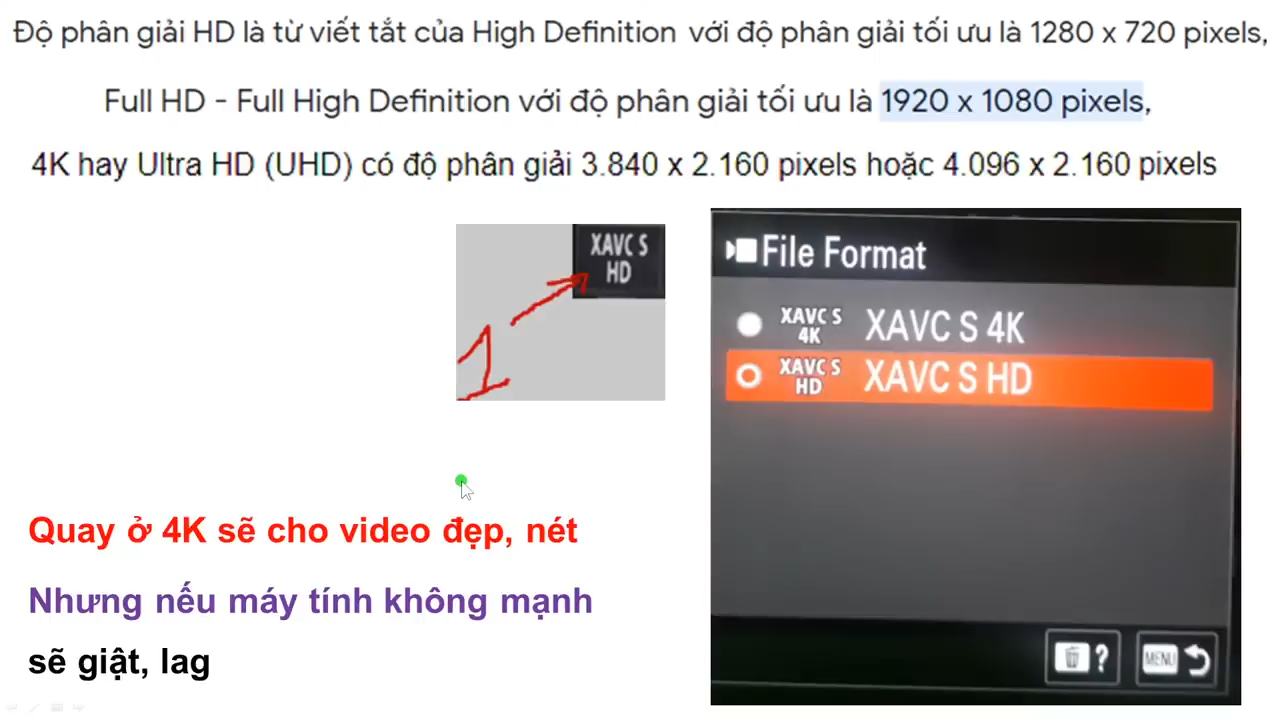 Độ phân giải HD là từ viết tắt của High Definition với độ phân giải tối ưu là 1280 x 720 pixels,
Full HD - Full High Definition với độ phân giải tối ưu là 1920 x 1080 pixels,
4K hay Ultra HD (UHD) có độ phân giải 3.840 x 2.160 pixels hoặc 4.096 x 2.160 pixels
XAVC S
HD
1
File Format
XAVC S
4K
XAVC S 4K
XAVC S
HD
XAVC S HD
Quay ở 4K sẽ cho video đẹp, nét
Nhưng nếu máy tính không mạnh
sẽ giật, lag
?
MENU